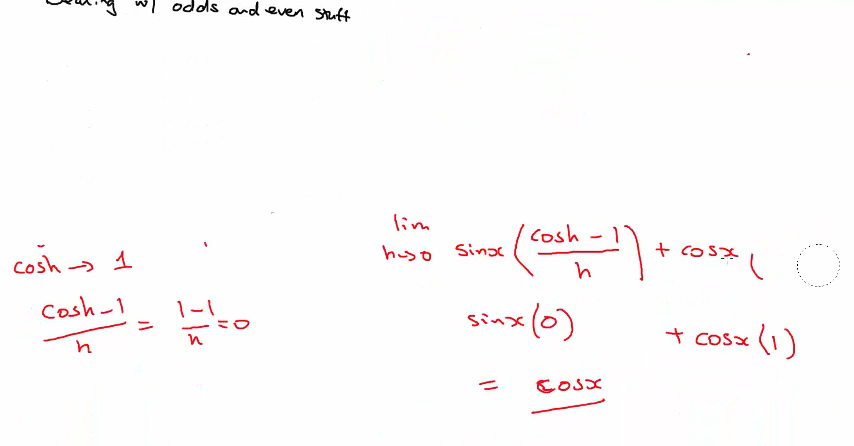 w/ odds and even stuff
cosh → 1
(cosh - 1)/h = (1-1)/h = 0
lim h→0 sinx ( (cosh - 1)/h ) + cosx (
sinx(0) + cosx(1)
= cosx